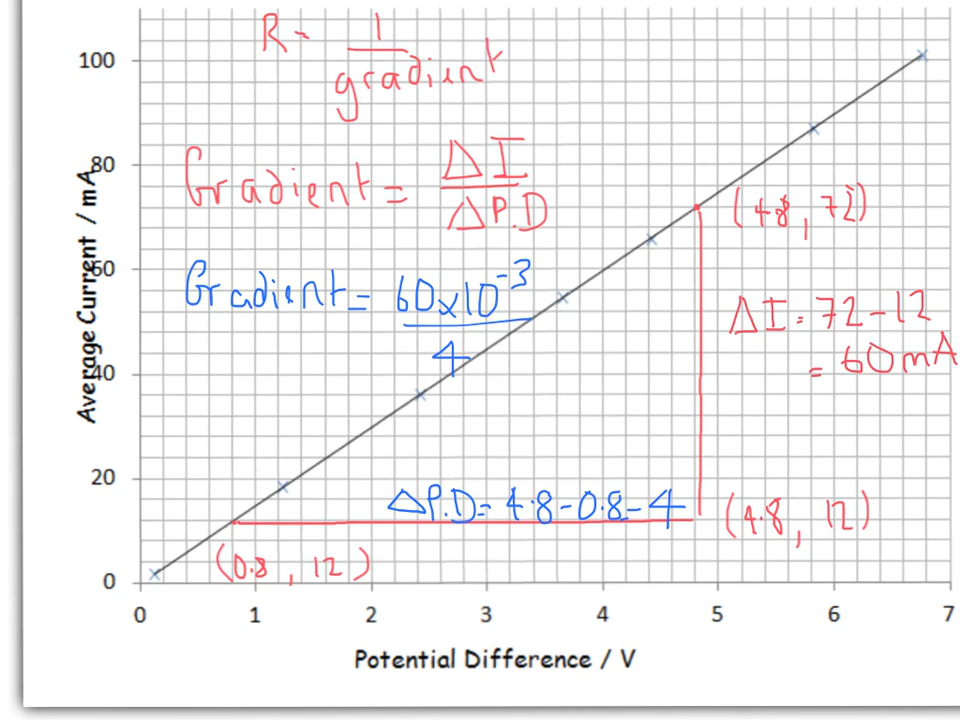 R = 1
gradient
Gradient = ΔI
ΔP.D
Gradient = 60x10⁻³
4
(4.8, 72)
ΔI = 72-12
= 60mA
ΔP.D = 4.8-0.8=4
(4.8, 12)
(0.8, 12)
Average Current / mA
100
80
60
40
20
0
0 1 2 3 4 5 6 7
Potential Difference / V